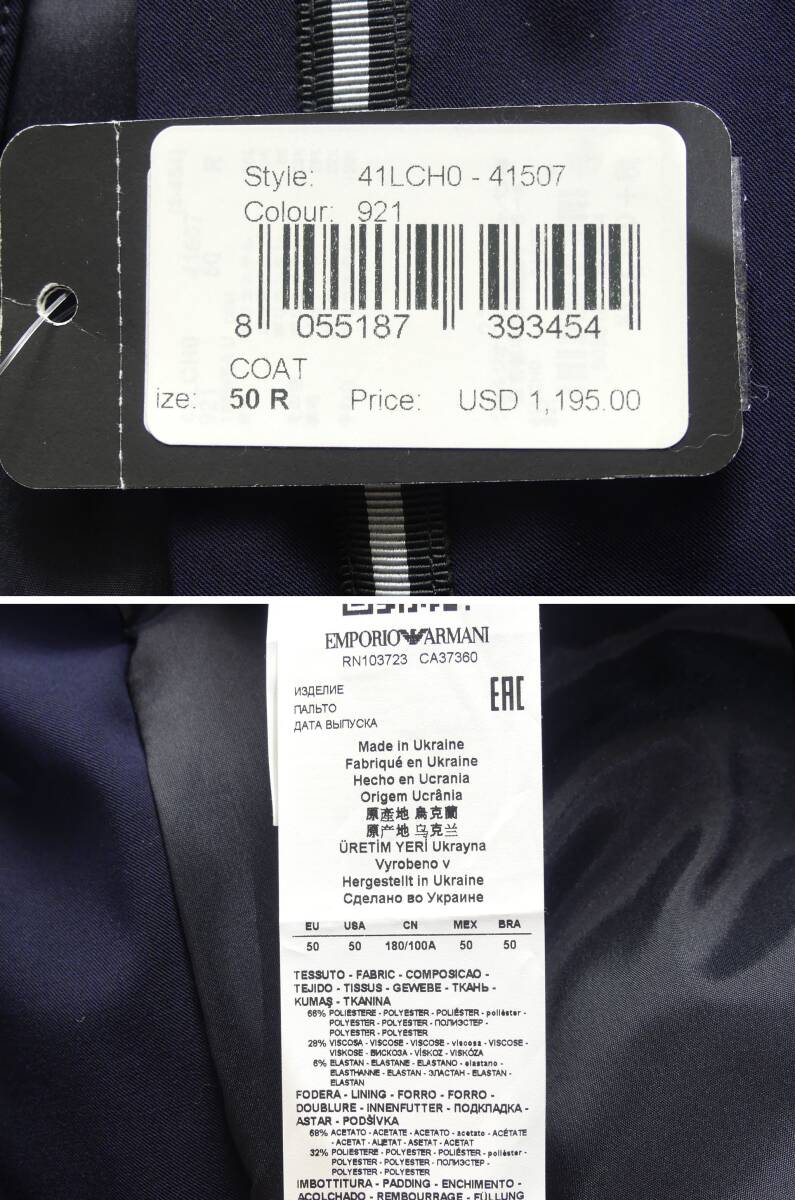 Style: 41LCH0 - 41507
Colour: 921
8 055187 393454
COAT
ize: 50 R Price: USD 1,195.00
EMPORIO ARMANI
RN103723 CA37360
EAC
ИЗДЕЛИЕ
ПАЛЬТО
ДАТА ВЫПУСКА
Made in Ukraine
Fabriqué en Ukraine
Hecho en Ucrania
Origem Ucrânia
原產地 烏克蘭
原产地 乌克兰
ÜRETİM YERİ Ukrayna
Vyrobeno v
Hergestellt in Ukraine
Сделано во Украине
EU USA CN MEX BRA
50 50 180/100A 50 50
TESSUTO - FABRIC - COMPOSICAO -
TEJIDO - TISSUS - GEWEBE - ТКАНЬ -
KUMAŞ - TKANINA
66% POLIESTERE - POLYESTER - POLIÉSTER - poliéster -
POLYESTER - POLYESTER - ПОЛИЭСТЕР -
POLYESTER - POLYESTER
28% VISCOSA - VISCOSE - VISCOSE - viscosa - VISCOSE -
VISKOSE - ВИСКОЗА - VİSKOZ - VISKÓZA
6% ELASTAN - ELASTANE - ELASTANO - elastano -
ELASTHANNE - ELASTAN - ЭЛАСТАН - ELASTAN -
ELASTAN
FODERA - LINING - FORRO - FORRO -
DOUBLURE - INNENFUTTER - ПОДКЛАДКА -
ASTAR - PODŠÍVKA
68% ACETATO - ACETATE - ACETATO - acetato - ACÉTATE
- ACETAT - АЦЕТАТ - ASETAT - ACETAT
32% POLIESTERE - POLYESTER - POLIÉSTER - poliéster -
POLYESTER - POLYESTER - ПОЛИЭСТЕР -
POLYESTER - POLYESTER
IMBOTTITURA - PADDING - ENCHIMENTO -
ACOLCHADO - REMBOURRAGE - FÜLLUNG